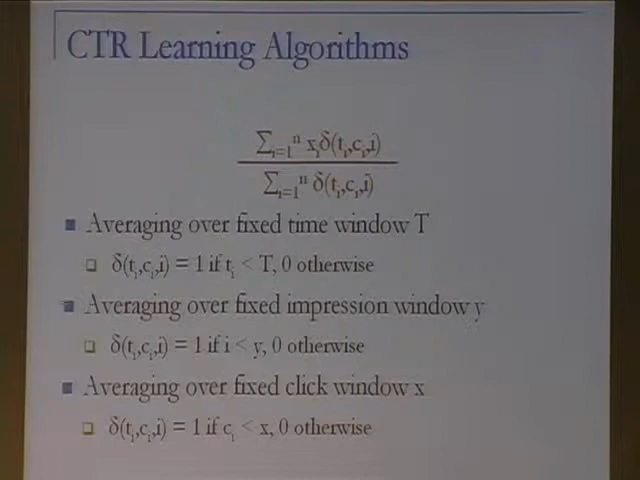 CTR Learning Algorithms
∑ᵢ₌₁ⁿ xᵢδ(tᵢ,cᵢ,i)
∑ᵢ₌₁ⁿ δ(tᵢ,cᵢ,i)
Averaging over fixed time window T
δ(tᵢ,cᵢ,i) = 1 if tᵢ < T, 0 otherwise
Averaging over fixed impression window y
δ(tᵢ,cᵢ,i) = 1 if i < y, 0 otherwise
Averaging over fixed click window x
δ(tᵢ,cᵢ,i) = 1 if cᵢ < x, 0 otherwise